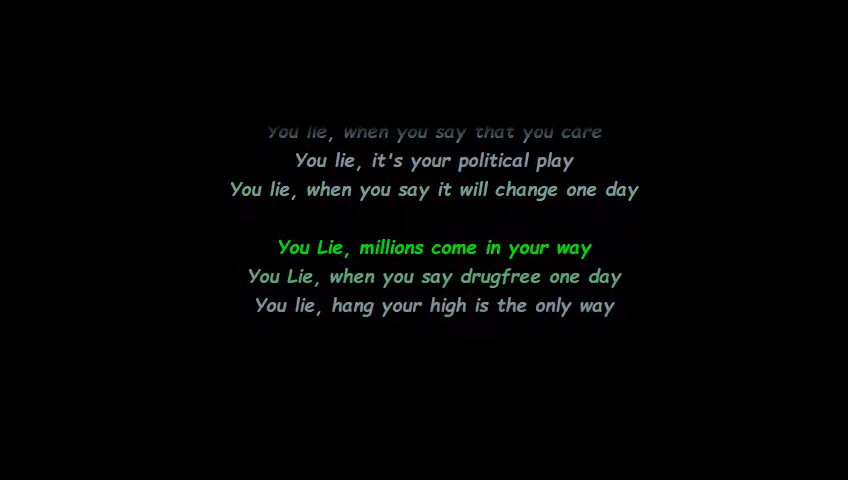 You lie, when you say that you care
You lie, it's your political play
You lie, when you say it will change one day
You Lie, millions come in your way
You Lie, when you say drugfree one day
You lie, hang your high is the only way